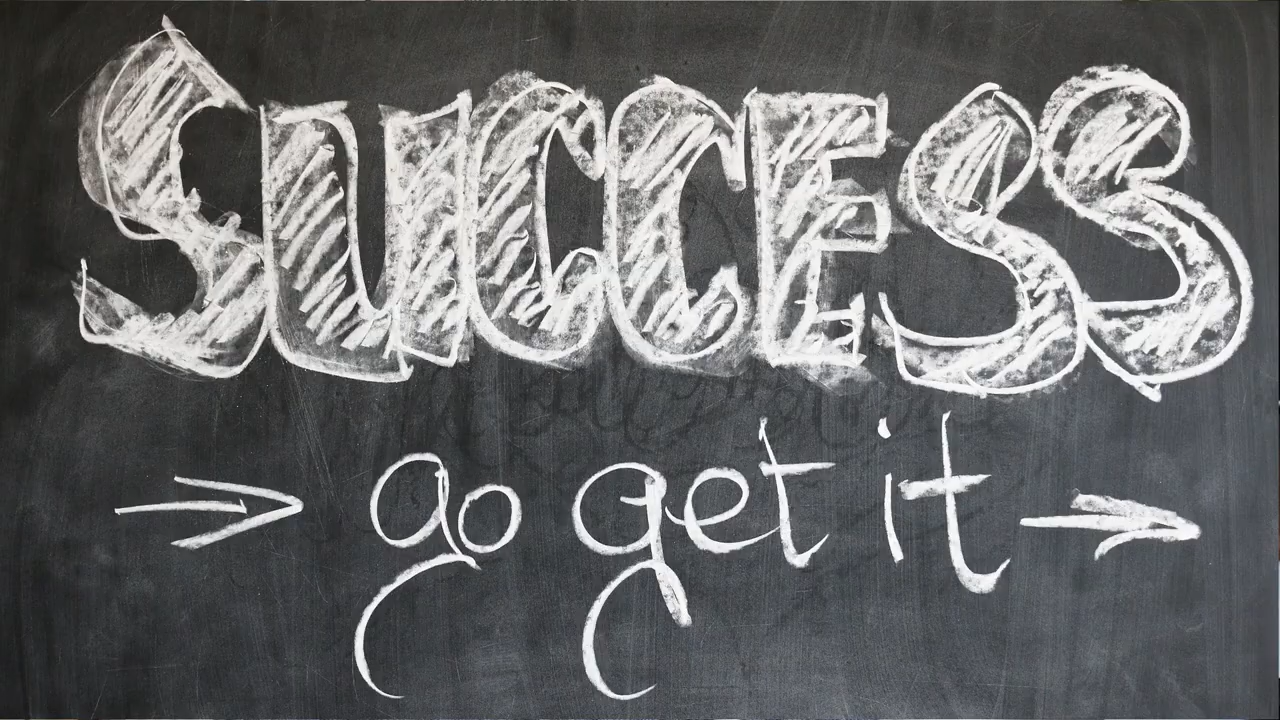 SUCCESS
→ go get it →